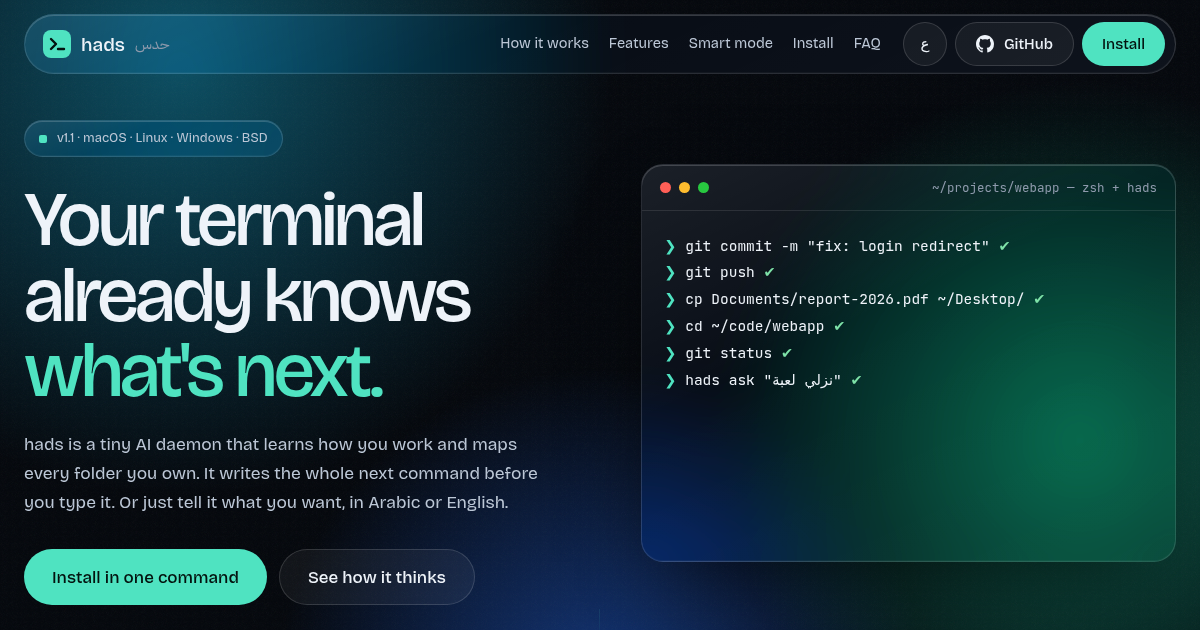 hads حدس
How it works Features Smart mode Install FAQ ع GitHub Install
v1.1 · macOS · Linux · Windows · BSD
Your terminal
already knows
what's next.
hads is a tiny AI daemon that learns how you work and maps
every folder you own. It writes the whole next command before
you type it. Or just tell it what you want, in Arabic or English.
Install in one command See how it thinks
~/projects/webapp — zsh + hads
❯ git commit -m "fix: login redirect" ✔
❯ git push ✔
❯ cp Documents/report-2026.pdf ~/Desktop/ ✔
❯ cd ~/code/webapp ✔
❯ git status ✔
❯ hads ask "نزلي لعبة" ✔